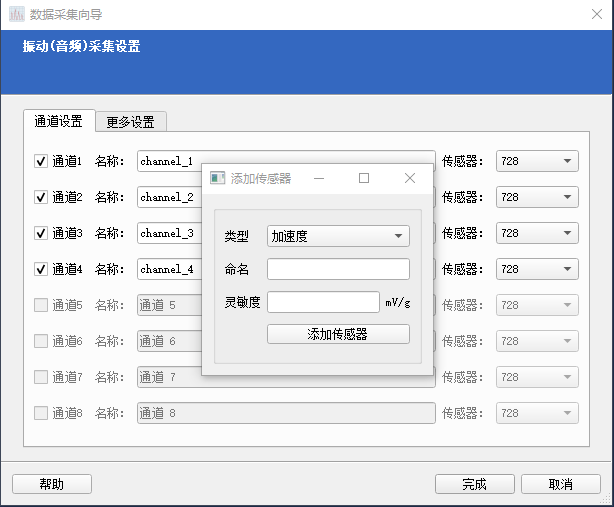 数据采集向导
振动(音频)采集设置
通道设置 更多设置
通道1 名称： channel_1 传感器： 728
通道2 名称： channel_2 传感器： 728
通道3 名称： channel_3 传感器： 728
通道4 名称： channel_4 传感器： 728
通道5 名称： 通道 5 传感器： 728
通道6 名称： 通道 6 传感器： 728
通道7 名称： 通道 7 传感器： 728
通道8 名称： 通道 8 传感器： 728
添加传感器
类型 加速度
命名
灵敏度 mV/g
添加传感器
帮助 完成 取消